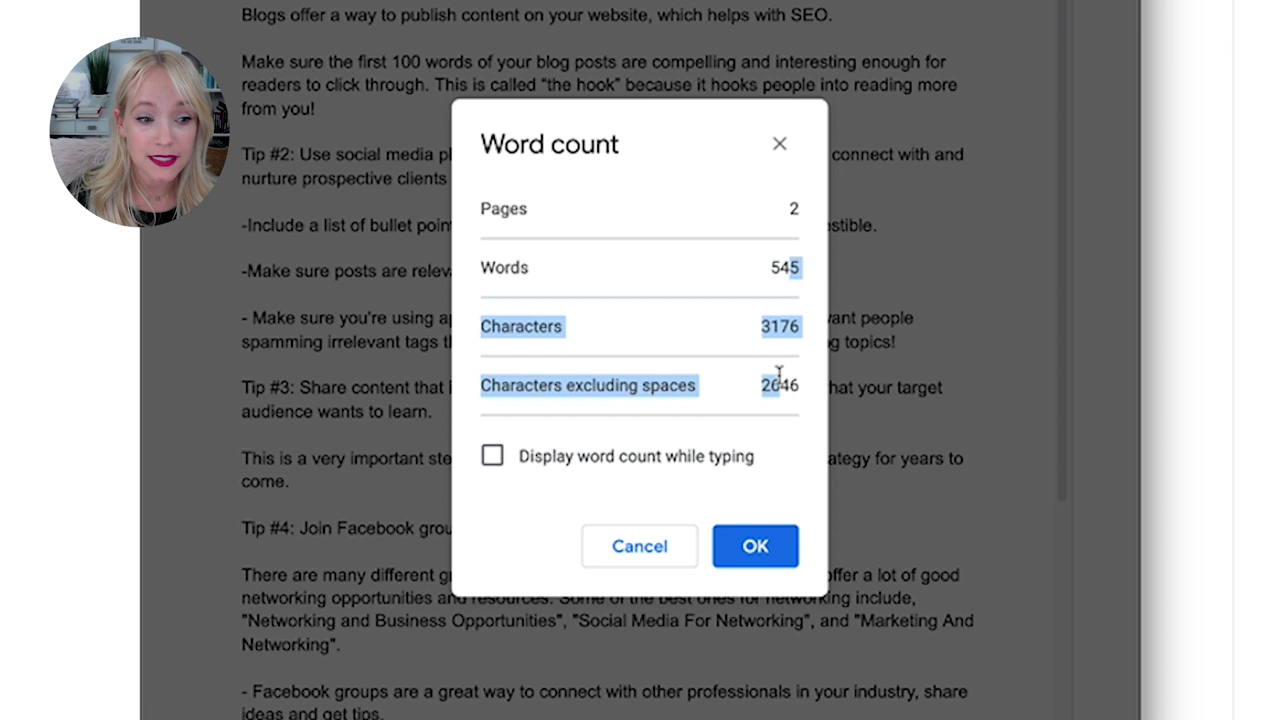 Blogs offer a way to publish content on your website, which helps with SEO.
Make sure the first 100 words of your blog posts are compelling and interesting enough for
readers to click through. This is called “the hook” because it hooks people into reading more
from you!
Word count
Tip #2: Use social media connect with and
nurture prospective clients
Pages 2
-Include a list of bullet
Words 545
-Make sure posts are
- Make sure you're using people
Characters 3176
spamming irrelevant tags topics!
Characters excluding spaces 2646
Tip #3: Share content that hat your target
audience wants to learn.
Display word count while typing
This is a very important for years to
come.
Tip #4: Join Facebook
Cancel OK
There are many different offer a lot of good
networking opportunities and resources. Some of the best ones for networking include,
"Networking and Business Opportunities", "Social Media For Networking", and "Marketing And
Networking".
- Facebook groups are a great way to connect with other professionals in your industry, share
ideas and get tips.